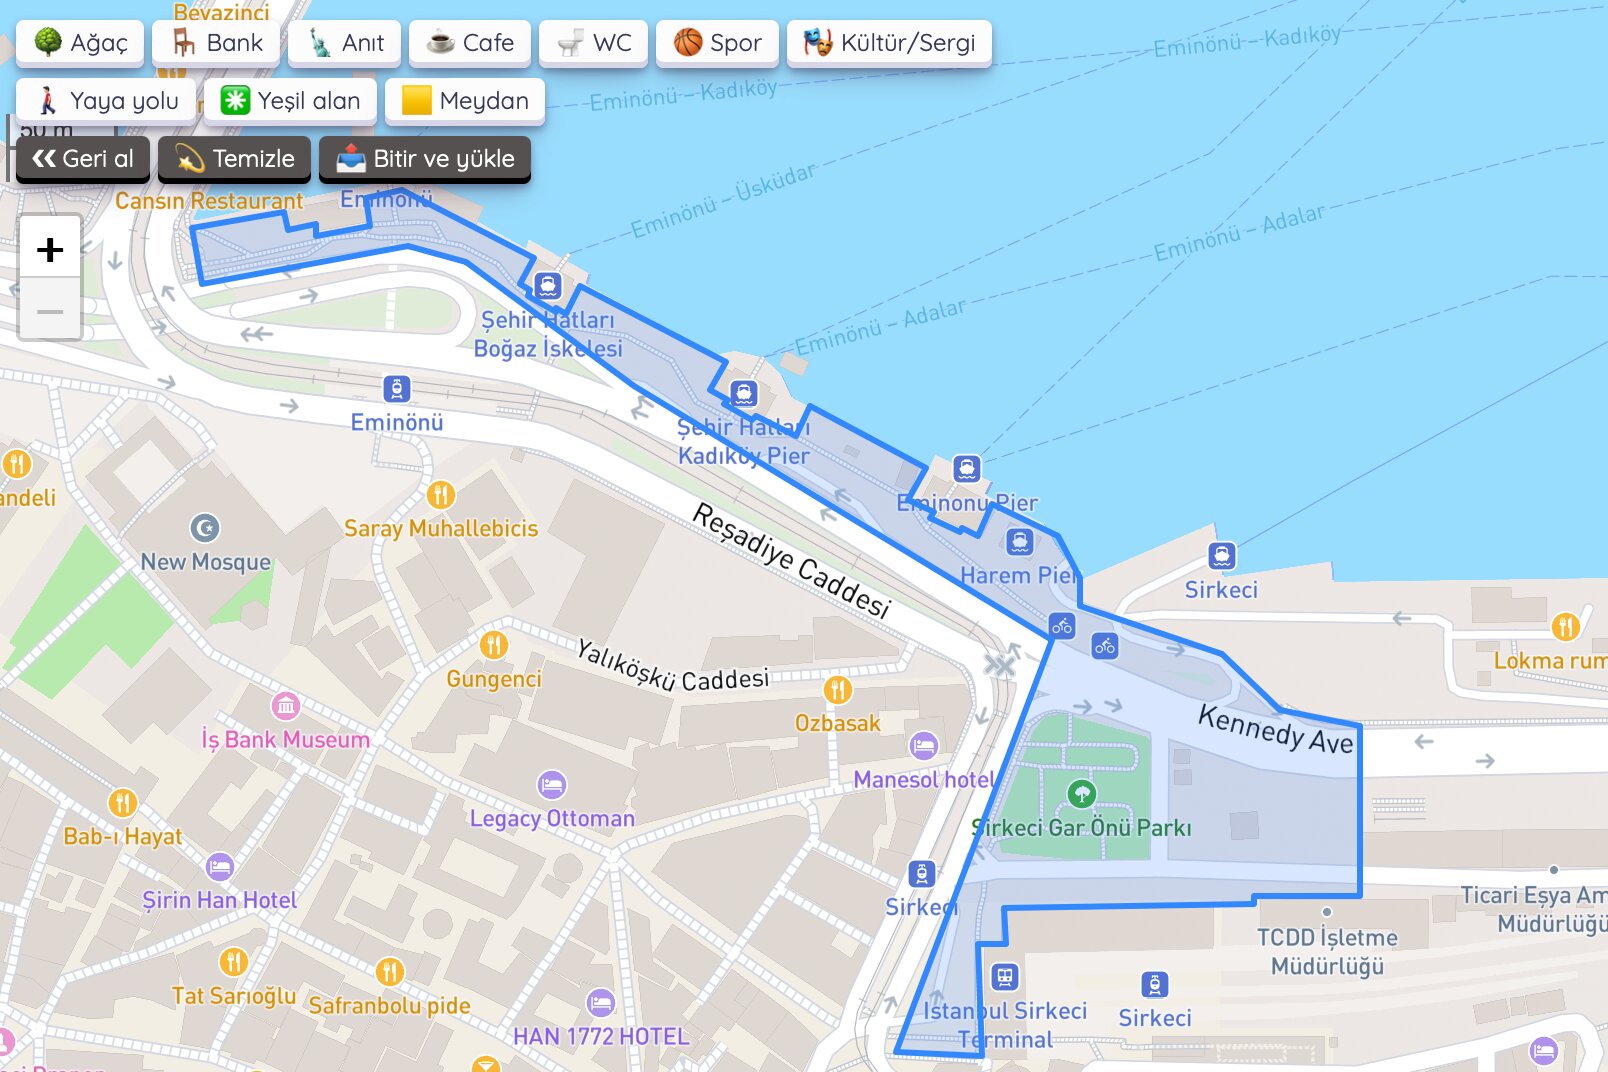 Beyazinci
Ağaç
Bank
Anıt
Cafe
WC
Spor
Kültür/Sergi
Yaya yolu
Yeşil alan
Meydan
50 m
Geri al
Temizle
Bitir ve yükle
Cansın Restaurant
Eminönü
Eminönü – Kadıköy
Eminönü – Kadıköy
Eminönü – Üsküdar
Eminönü – Adalar
Eminönü – Adalar
+
−
Şehir Hatları
Boğaz İskelesi
Eminönü
Şehir Hatları
Kadıköy Pier
andeli
Saray Muhallebicis
Eminonu Pier
New Mosque
Reşadiye Caddesi
Harem Pier
Sirkeci
Yalıköşkü Caddesi
Gungenci
Lokma rum
Ozbasak
Kennedy Ave
İş Bank Museum
Manesol hotel
Legacy Ottoman
Sirkeci Gar Önü Parkı
Bab-ı Hayat
Şirin Han Hotel
Sirkeci
Ticari Eşya Am
Müdürlüğü
TCDD İşletme
Müdürlüğü
Tat Sarıoğlu
Safranbolu pide
Istanbul Sirkeci
Terminal
Sirkeci
HAN 1772 HOTEL